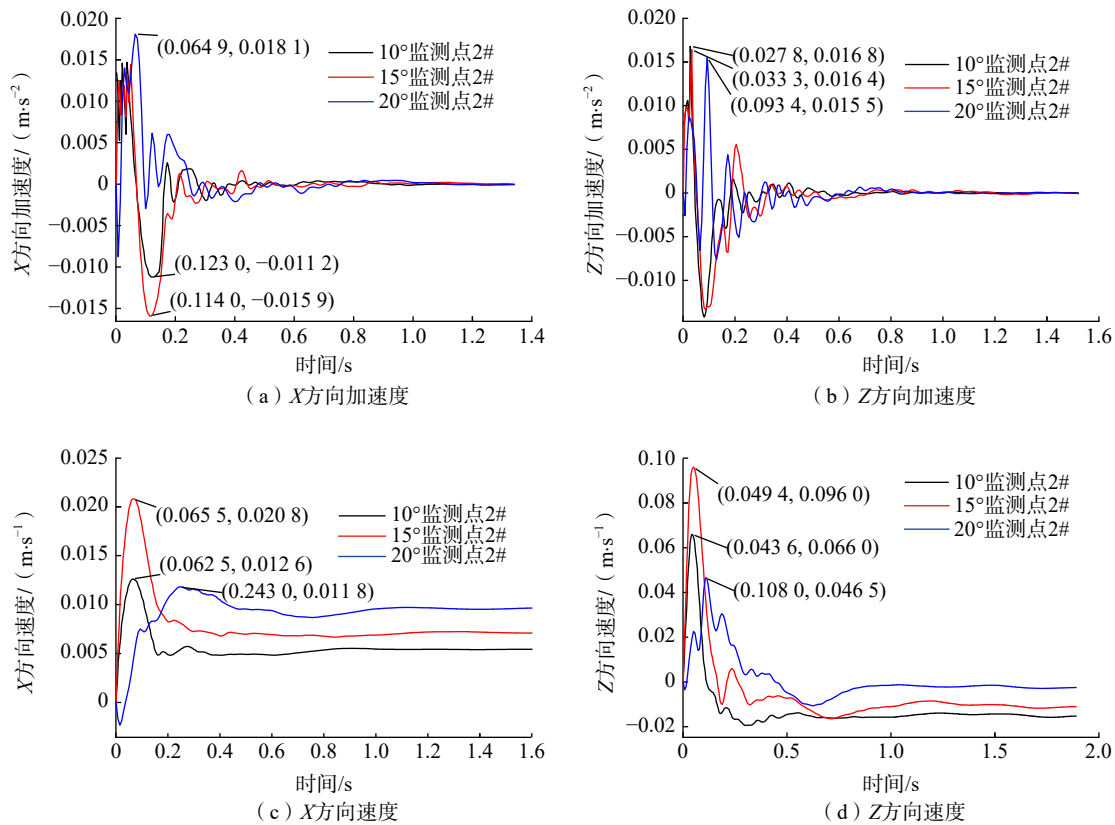 0.020
0.015
0.010
0.005
0
−0.005
−0.010
−0.015
X方向加速度/（m·s⁻²）
(0.064 9, 0.018 1)
10°监测点2#
15°监测点2#
20°监测点2#
(0.123 0, −0.011 2)
(0.114 0, −0.015 9)
0 0.2 0.4 0.6 0.8 1.0 1.2 1.4
时间/s
（a）X方向加速度
0.020
0.015
0.010
0.005
0
−0.005
−0.010
Z方向加速度/（m·s⁻²）
(0.027 8, 0.016 8)
(0.033 3, 0.016 4)
(0.093 4, 0.015 5)
10°监测点2#
15°监测点2#
20°监测点2#
0 0.2 0.4 0.6 0.8 1.0 1.2 1.4 1.6
时间/s
（b）Z方向加速度
0.025
0.020
0.015
0.010
0.005
0
X方向速度/（m·s⁻¹）
(0.065 5, 0.020 8)
(0.062 5, 0.012 6)
(0.243 0, 0.011 8)
10°监测点2#
15°监测点2#
20°监测点2#
0 0.2 0.4 0.6 0.8 1.0 1.2 1.4 1.6
时间/s
（c）X方向速度
0.10
0.08
0.06
0.04
0.02
0
−0.02
Z方向速度/（m·s⁻¹）
(0.049 4, 0.096 0)
(0.043 6, 0.066 0)
(0.108 0, 0.046 5)
10°监测点2#
15°监测点2#
20°监测点2#
0 0.5 1.0 1.5 2.0
时间/s
（d）Z方向速度